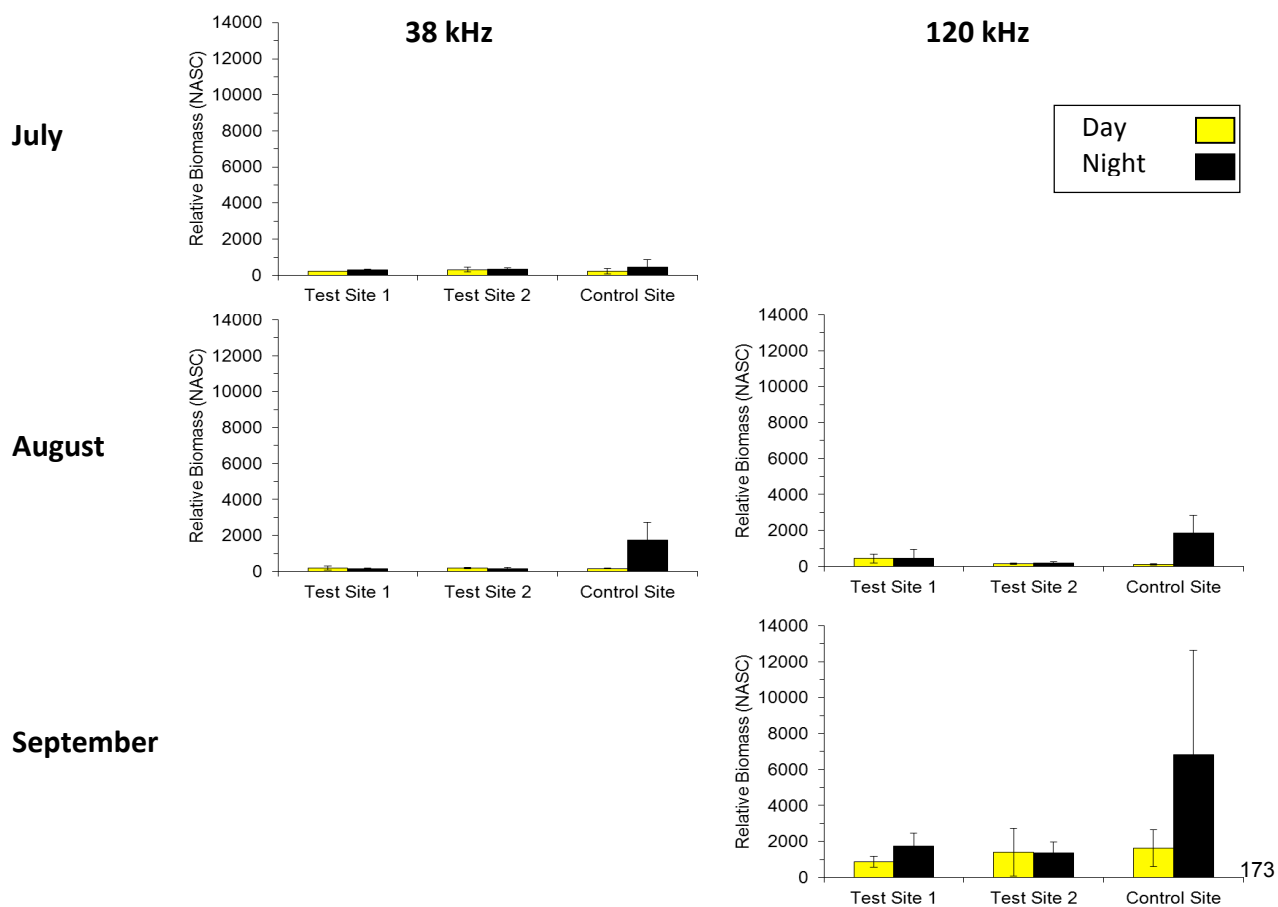 38 kHz
120 kHz
July
Relative Biomass (NASC)
14000
12000
10000
8000
6000
4000
2000
0
Test Site 1
Test Site 2
Control Site
Day
Night
August
Relative Biomass (NASC)
14000
12000
10000
8000
6000
4000
2000
0
Test Site 1
Test Site 2
Control Site
Relative Biomass (NASC)
14000
12000
10000
8000
6000
4000
2000
0
Test Site 1
Test Site 2
Control Site
September
Relative Biomass (NASC)
14000
12000
10000
8000
6000
4000
2000
0
Test Site 1
Test Site 2
Control Site
173